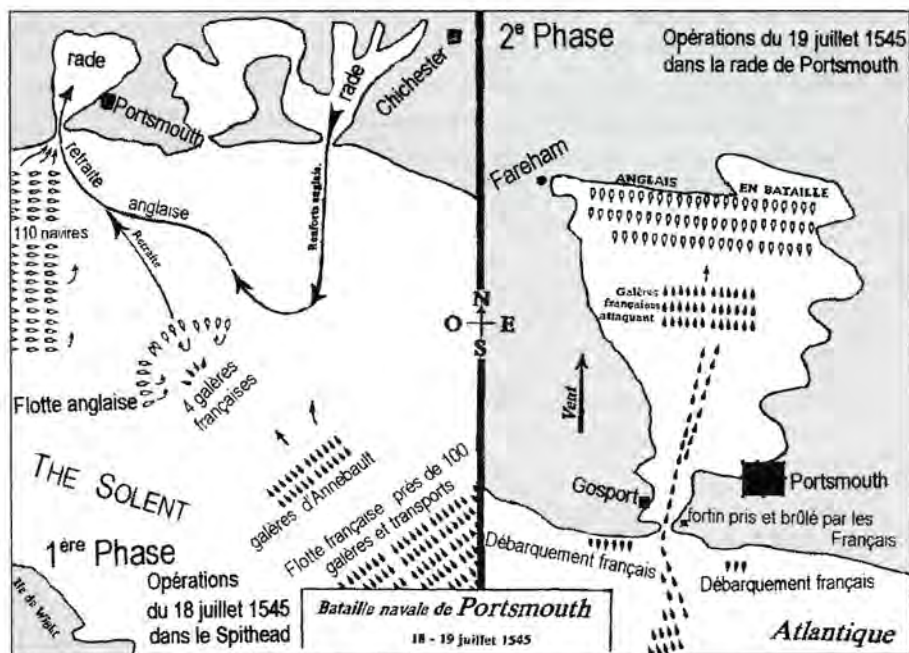 rade
Portsmouth
rade
Chichester
retraite
anglaise
Retraite
Renforts anglais.
110 navires
Flotte anglaise
4 galères
françaises
THE SOLENT
galères d'Annebault
Flotte française près de 100
galères et transports
1ère Phase
Opérations
du 18 juillet 1545
dans le Spithead
Ile de Wight
Bataille navale de Portsmouth
18 - 19 juillet 1545
N
O E
S
2e Phase
Opérations du 19 juillet 1545
dans la rade de Portsmouth
Fareham
ANGLAIS EN BATAILLE
Galères
françaises
attaquant
Vent
Gosport
Portsmouth
fortin pris et brûlé par les
Français
Débarquement français
Débarquement français
Atlantique